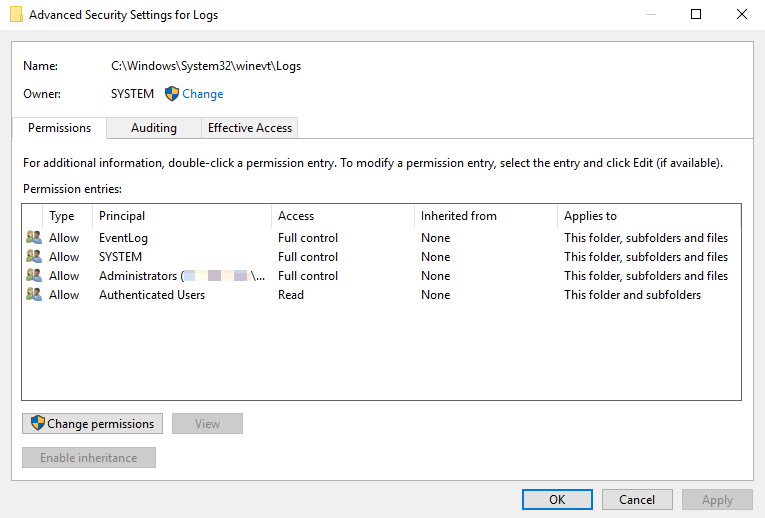 Advanced Security Settings for Logs
Name: C:\Windows\System32\winevt\Logs
Owner: SYSTEM Change
Permissions Auditing Effective Access
For additional information, double-click a permission entry. To modify a permission entry, select the entry and click Edit (if available).
Permission entries:
Type Principal Access Inherited from Applies to
Allow EventLog Full control None This folder, subfolders and files
Allow SYSTEM Full control None This folder, subfolders and files
Allow Administrators ( \... Full control None This folder, subfolders and files
Allow Authenticated Users Read None This folder and subfolders
Change permissions View
Enable inheritance
OK Cancel Apply